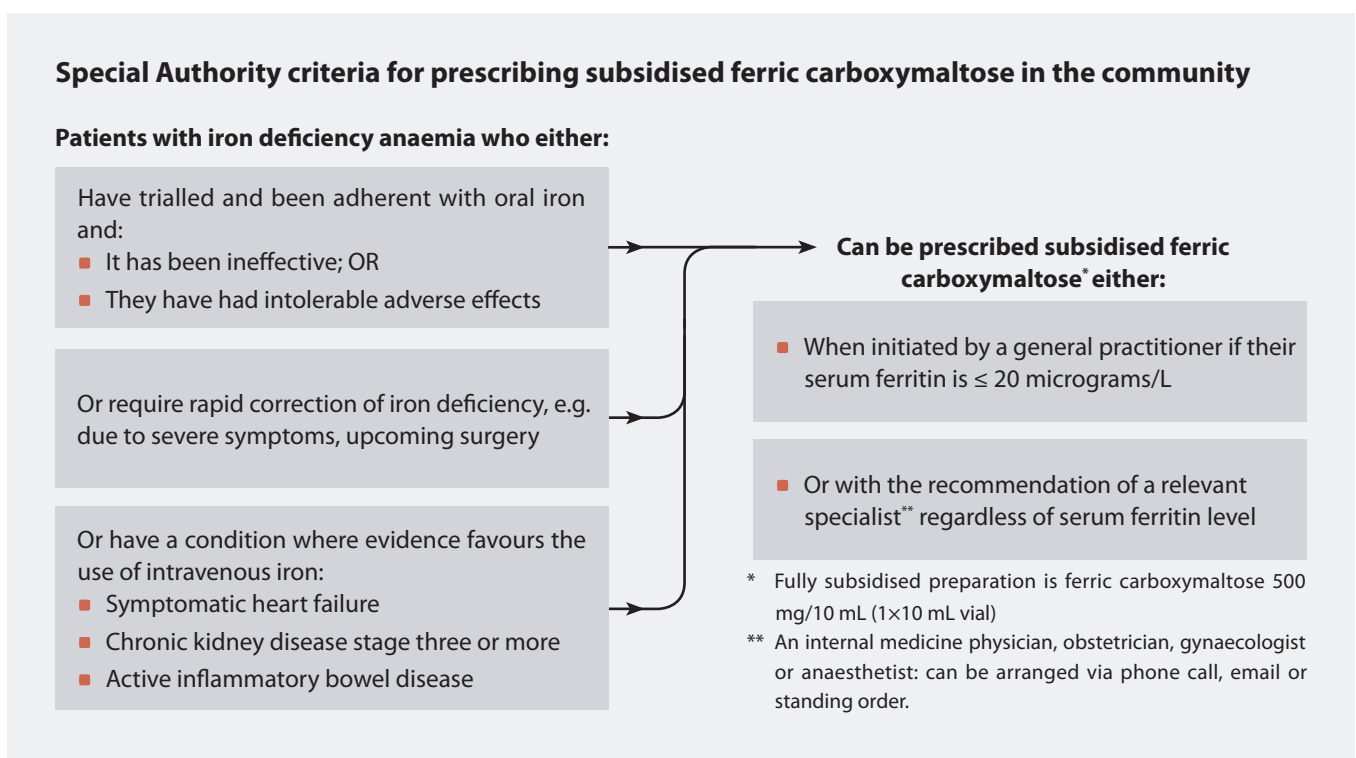 Special Authority criteria for prescribing subsidised ferric carboxymaltose in the community
Patients with iron deficiency anaemia who either:
Have trialled and been adherent with oral iron
and:
It has been ineffective; OR
They have had intolerable adverse effects
Or require rapid correction of iron deficiency, e.g.
due to severe symptoms, upcoming surgery
Or have a condition where evidence favours the
use of intravenous iron:
Symptomatic heart failure
Chronic kidney disease stage three or more
Active inflammatory bowel disease
Can be prescribed subsidised ferric
carboxymaltose* either:
When initiated by a general practitioner if their
serum ferritin is ≤ 20 micrograms/L
Or with the recommendation of a relevant
specialist** regardless of serum ferritin level
* Fully subsidised preparation is ferric carboxymaltose 500
mg/10 mL (1×10 mL vial)
** An internal medicine physician, obstetrician, gynaecologist
or anaesthetist: can be arranged via phone call, email or
standing order.